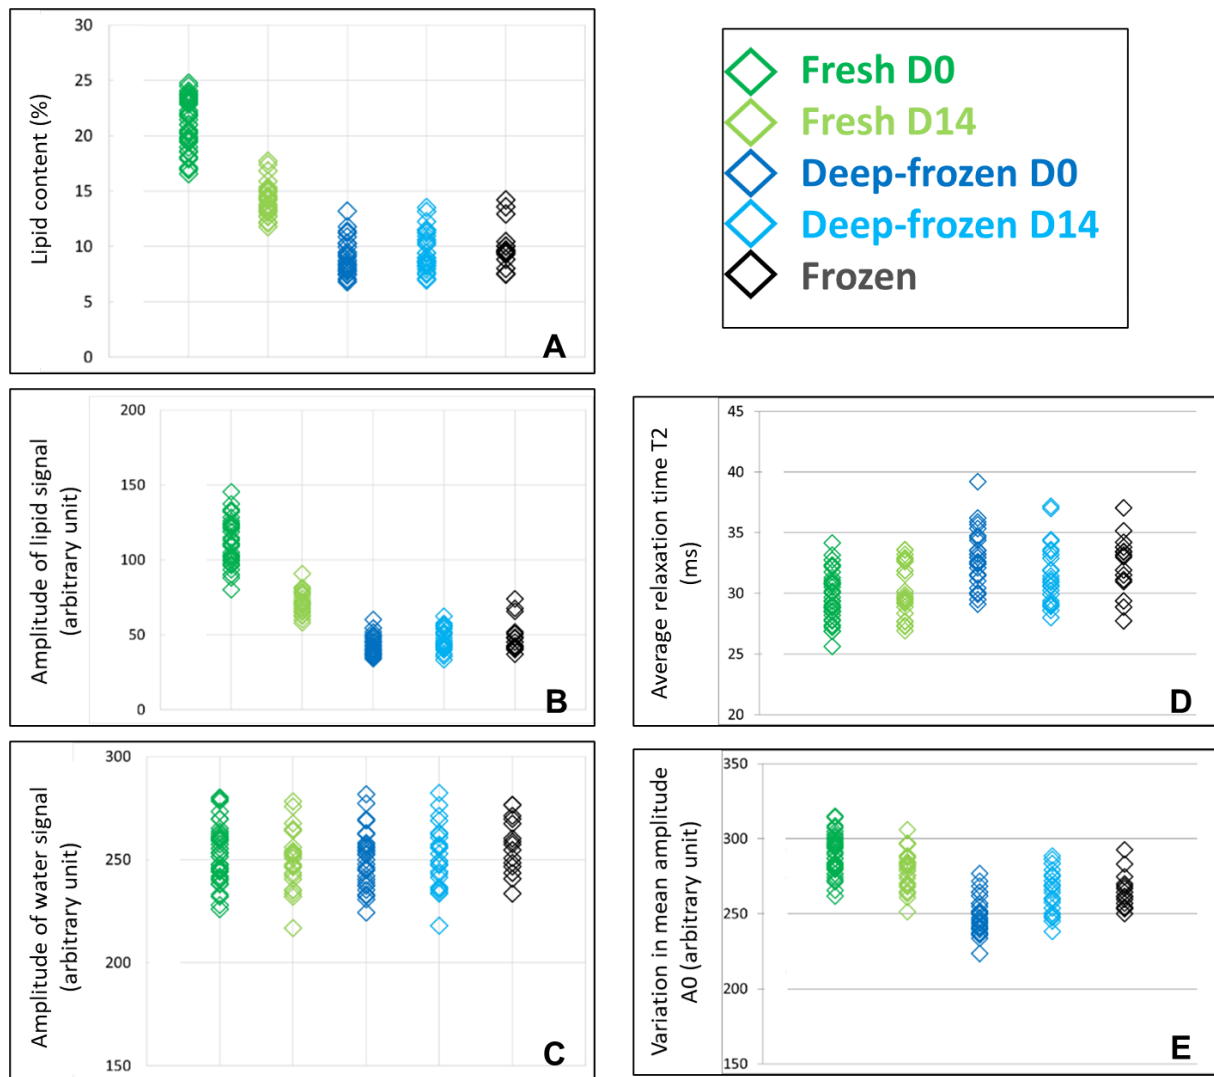 30
25
20
15
10
5
0
Lipid content (%)
A
Fresh D0
Fresh D14
Deep-frozen D0
Deep-frozen D14
Frozen
200
150
100
50
0
Amplitude of lipid signal
(arbitrary unit)
B
45
40
35
30
25
20
Average relaxation time T2
(ms)
D
300
250
200
150
Amplitude of water signal
(arbitrary unit)
C
350
300
250
200
150
Variation in mean amplitude
A0 (arbitrary unit)
E